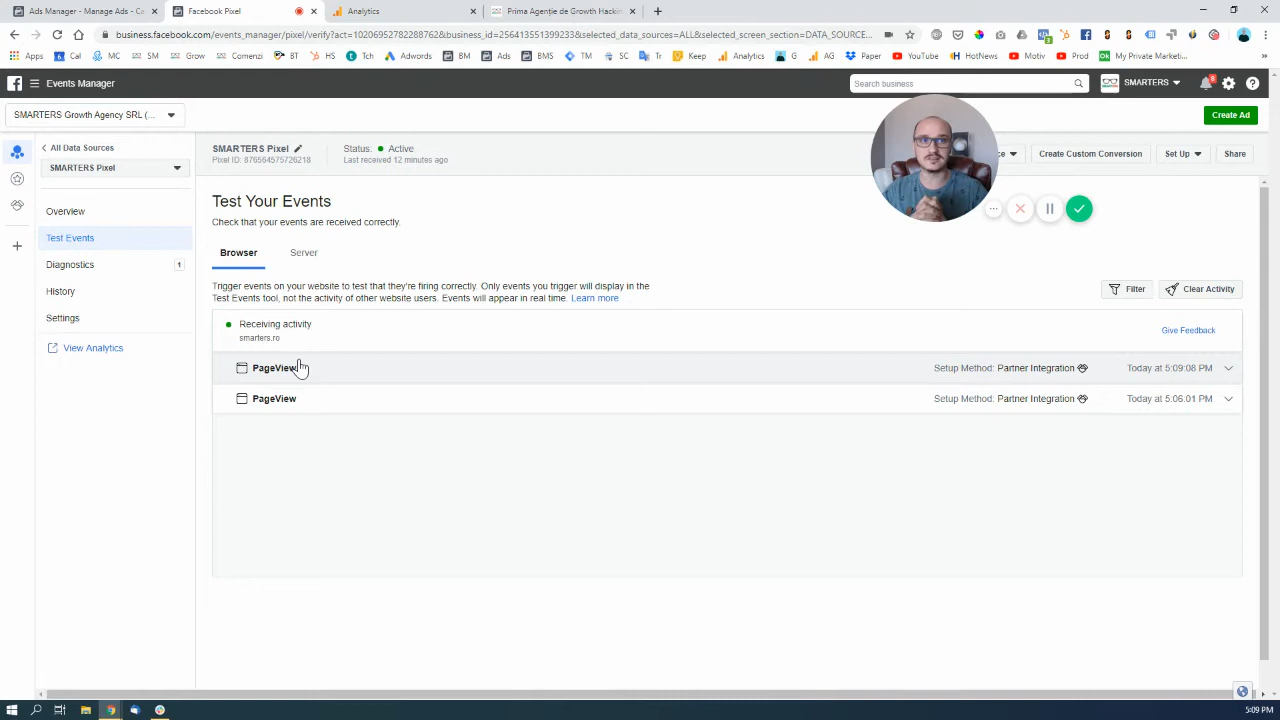 Ads Manager - Manage Ads - Ca
Facebook Pixel
Analytics
Prima Agenție de Growth Hackin
business.facebook.com/events_manager/pixel/verify?act=10206952782288762&business_id=256413551399233&selected_data_sources=ALL&selected_screen_section=DATA_SOURCE...
Apps
Cal
MC
SM
Grow
Comenzi
BT
HS
Tch
Adwords
BM
Ads
BMS
TM
SC
Tr
Keep
Analytics
G
AG
Paper
YouTube
HotNews
Motiv
Prod
My Private Marketi...
Events Manager
Search business
SMARTERS
8
SMARTERS Growth Agency SRL (...
Create Ad
All Data Sources
SMARTERS Pixel
SMARTERS Pixel
Pixel ID: 876564575726218
Status: Active
Last received 12 minutes ago
Create Custom Conversion
Set Up
Share
Overview
Test Events
Diagnostics
1
History
Settings
View Analytics
Test Your Events
Check that your events are received correctly.
Browser
Server
Trigger events on your website to test that they're firing correctly. Only events you trigger will display in the
Test Events tool, not the activity of other website users. Events will appear in real time. Learn more
Filter
Clear Activity
Receiving activity
smarters.ro
Give Feedback
PageView
Setup Method: Partner Integration
Today at 5:09:08 PM
PageView
Setup Method: Partner Integration
Today at 5:06:01 PM
5:09 PM